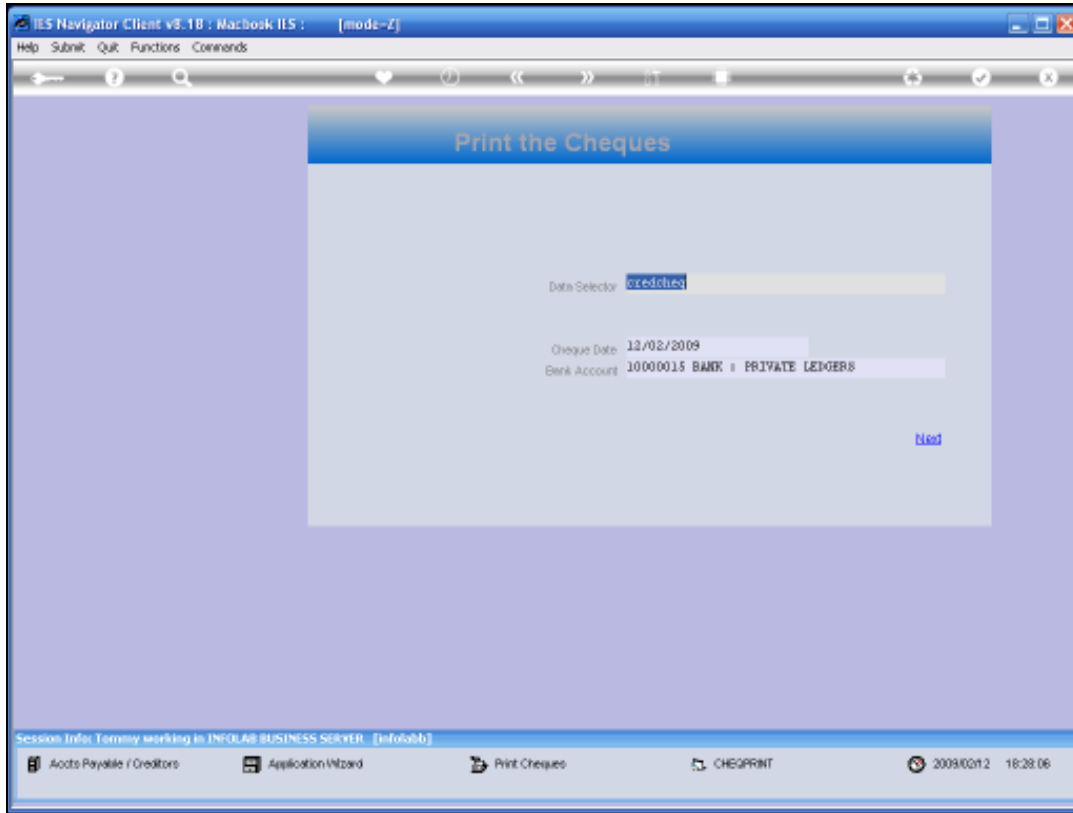 IES Navigator Client v8.18 : Macbook IES : [mode=Z]
Help Submit Quit Functions Commands
Print the Cheques
Data Selector credcheq
Cheque Date 12/02/2009
Bank Account 10000015 BANK : PRIVATE LEDGERS
Next
Session Info: Tommy working in INFOLAB BUSINESS SERVER [infolabb]
Accts Payable / Creditors Application Wizard Print Cheques CHEQPRINT 2009/02/12 18:28:06